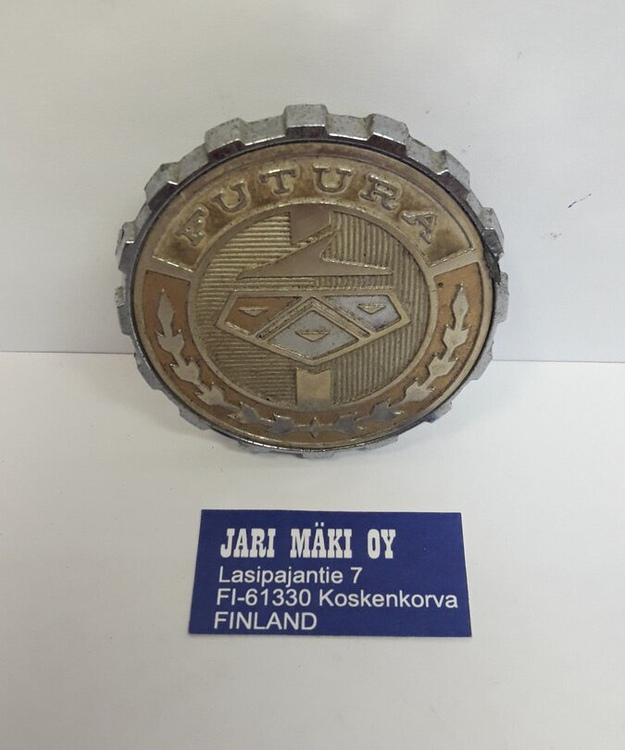 FUTURA
JARI MÄKI OY
Lasipajantie 7
FI-61330 Koskenkorva
FINLAND